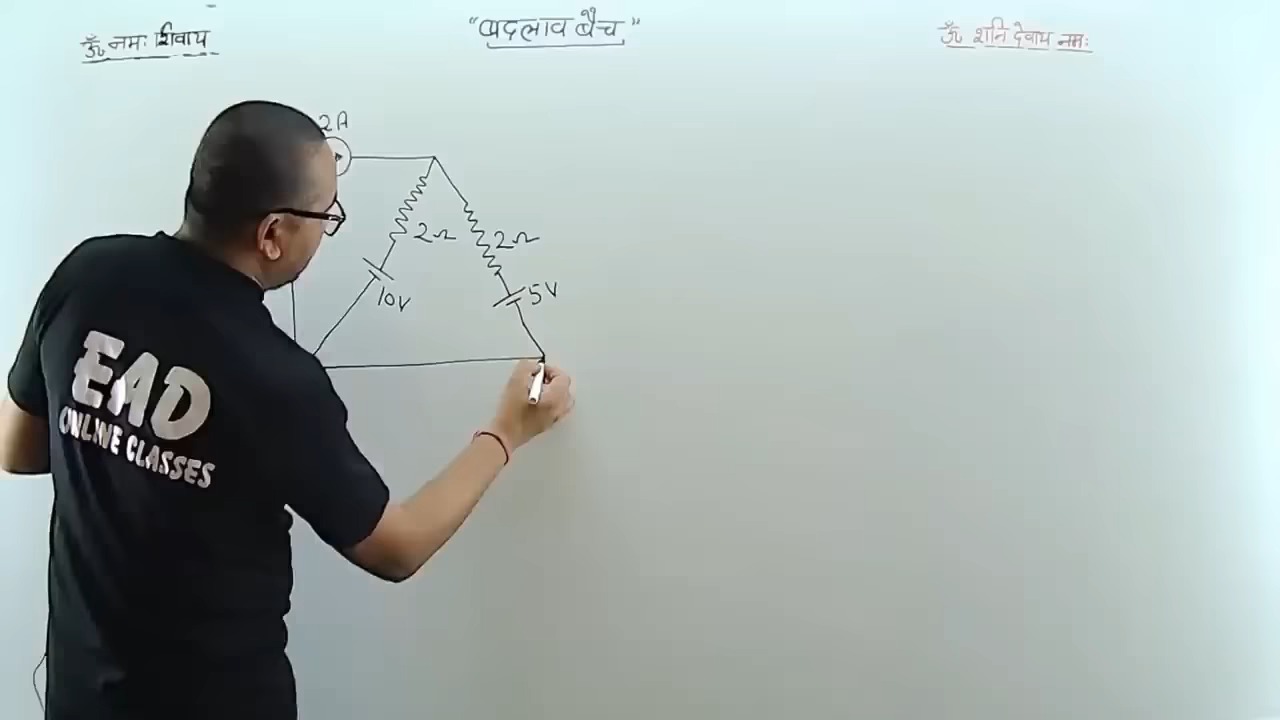 ॐ नमः शिवाय
"बदलाव बैच"
ॐ शनि देवाय नमः
2A
2Ω
2Ω
10V
5V
EAD
ONLINE CLASSES